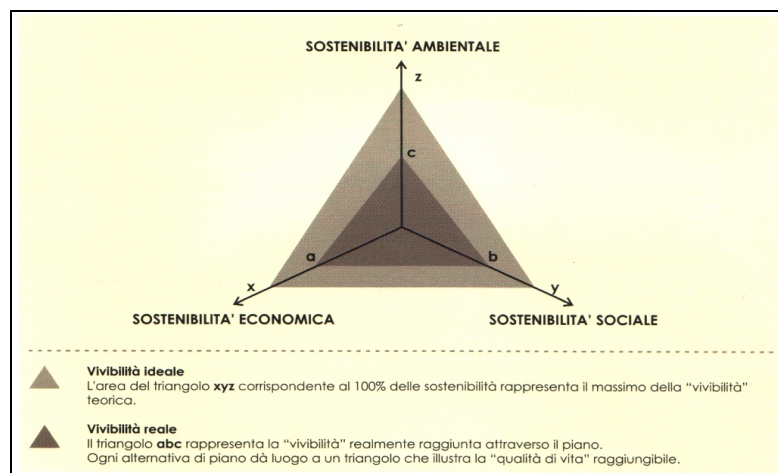 SOSTENIBILITA' AMBIENTALE
z
c
a
b
x
y
SOSTENIBILITA' ECONOMICA
SOSTENIBILITA' SOCIALE
Vivibilità ideale
L'area del triangolo xyz corrispondente al 100% delle sostenibilità rappresenta il massimo della “vivibilità”
teorica.
Vivibilità reale
Il triangolo abc rappresenta la “vivibilità” realmente raggiunta attraverso il piano.
Ogni alternativa di piano dà luogo a un triangolo che illustra la “qualità di vita” raggiungibile.